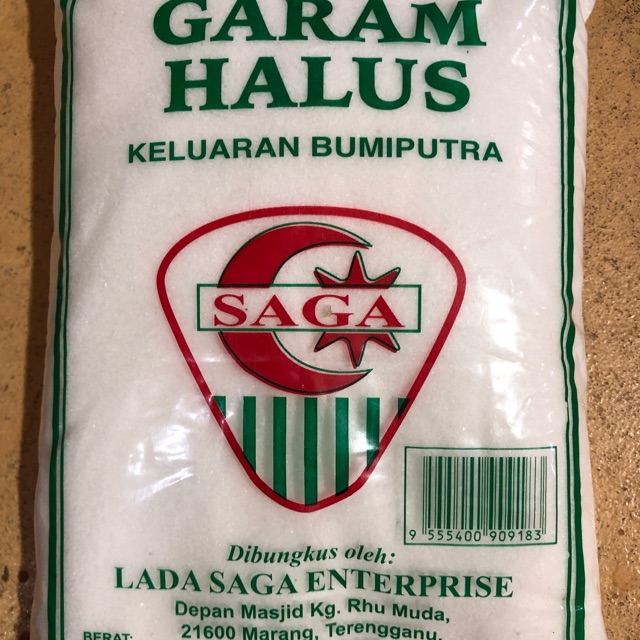 GARAM
HALUS
KELUARAN BUMIPUTRA
SAGA
9 555400 909183
Dibungkus oleh:
LADA SAGA ENTERPRISE
Depan Masjid Kg. Rhu Muda,
BERAT: 21600 Marang, Terengganu.